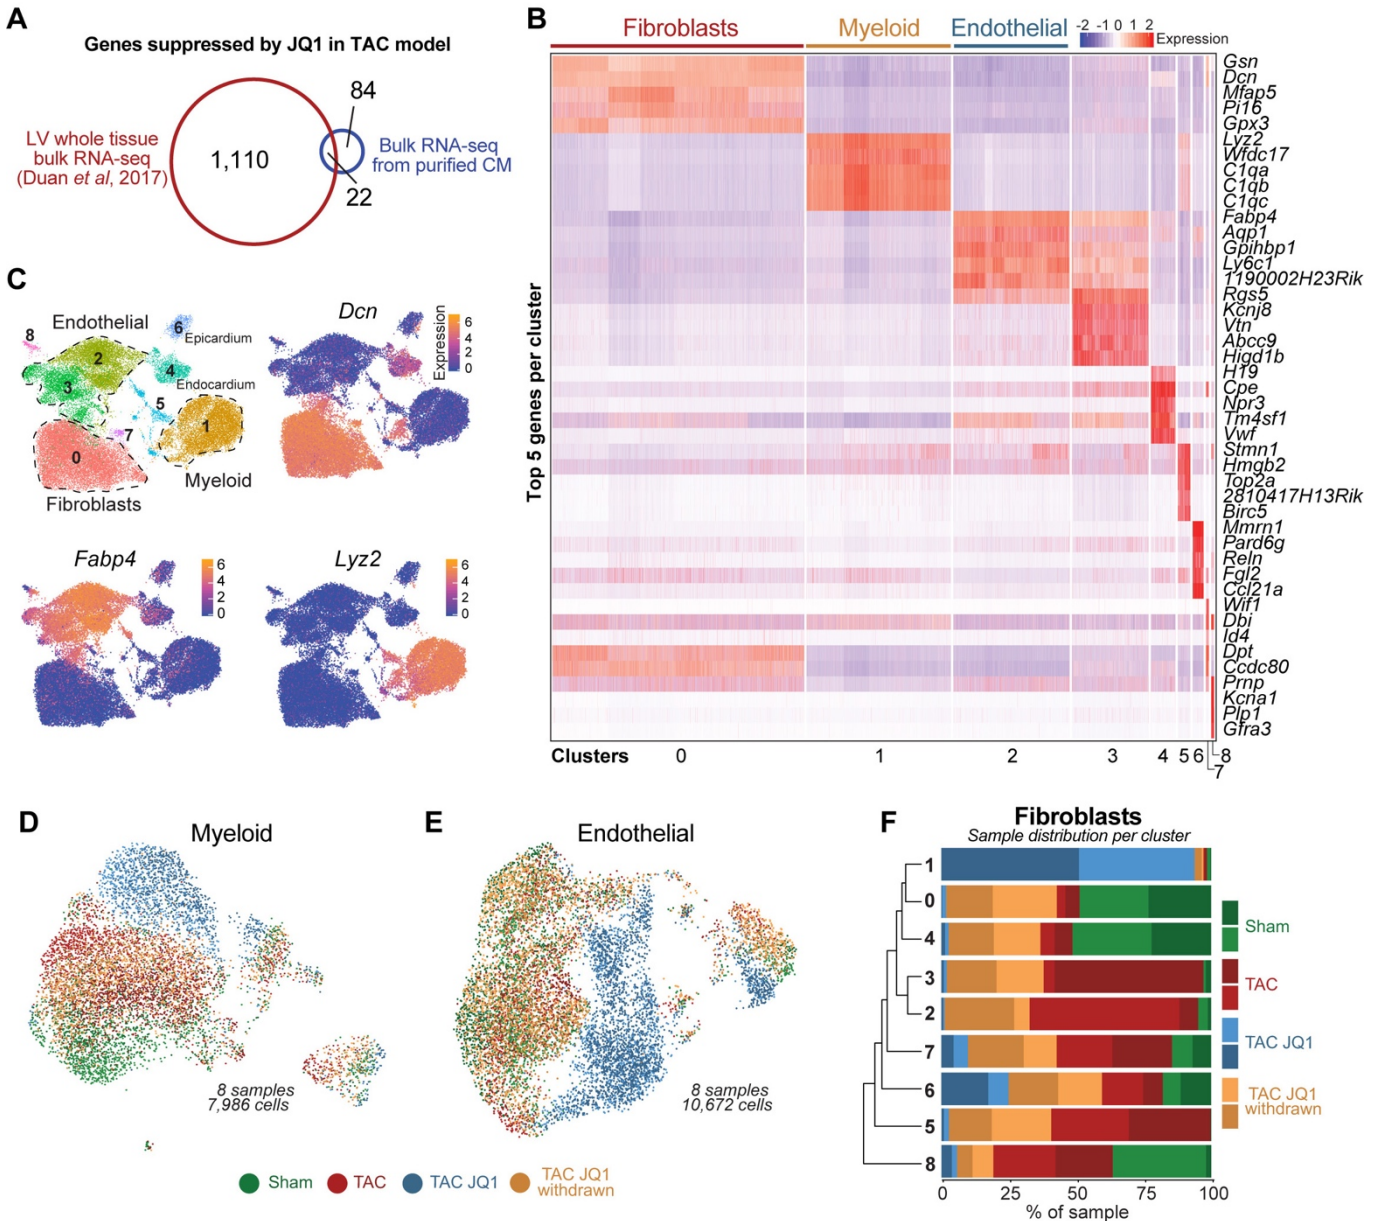 A
Genes suppressed by JQ1 in TAC model
84
LV whole tissue
bulk RNA-seq
(Duan et al, 2017)
1,110
Bulk RNA-seq
from purified CM
22
B
Fibroblasts
Myeloid
Endothelial
-2 -1 0 1 2
Expression
Top 5 genes per cluster
Gsn
Dcn
Mfap5
Pi16
Gpx3
Lyz2
Wfdc17
C1qa
C1qb
C1qc
Fabp4
Aqp1
Gpihbp1
Ly6c1
1190002H23Rik
Rgs5
Kcnj8
Vtn
Abcc9
Higd1b
H19
Cpe
Npr3
Tm4sf1
Vwf
Stmn1
Hmgb2
Top2a
2810417H13Rik
Birc5
Mmrn1
Pard6g
Reln
Fgl2
Ccl21a
Wif1
Dbi
Id4
Dpt
Ccdc80
Prnp
Kcna1
Plp1
Gfra3
Clusters 0 1 2 3 4 5 6 8
7
C
Endothelial
8
6
Epicardium
2
3
4
Endocardium
5
1
7
0
Myeloid
Fibroblasts
Dcn
Expression
6
4
2
0
Fabp4
6
4
2
0
Lyz2
6
4
2
0
D
Myeloid
8 samples
7,986 cells
E
Endothelial
8 samples
10,672 cells
Sham
TAC
TAC JQ1
TAC JQ1
withdrawn
F
Fibroblasts
Sample distribution per cluster
1
0
4
3
2
7
6
5
8
0 25 50 75 100
% of sample
Sham
TAC
TAC JQ1
TAC JQ1
withdrawn